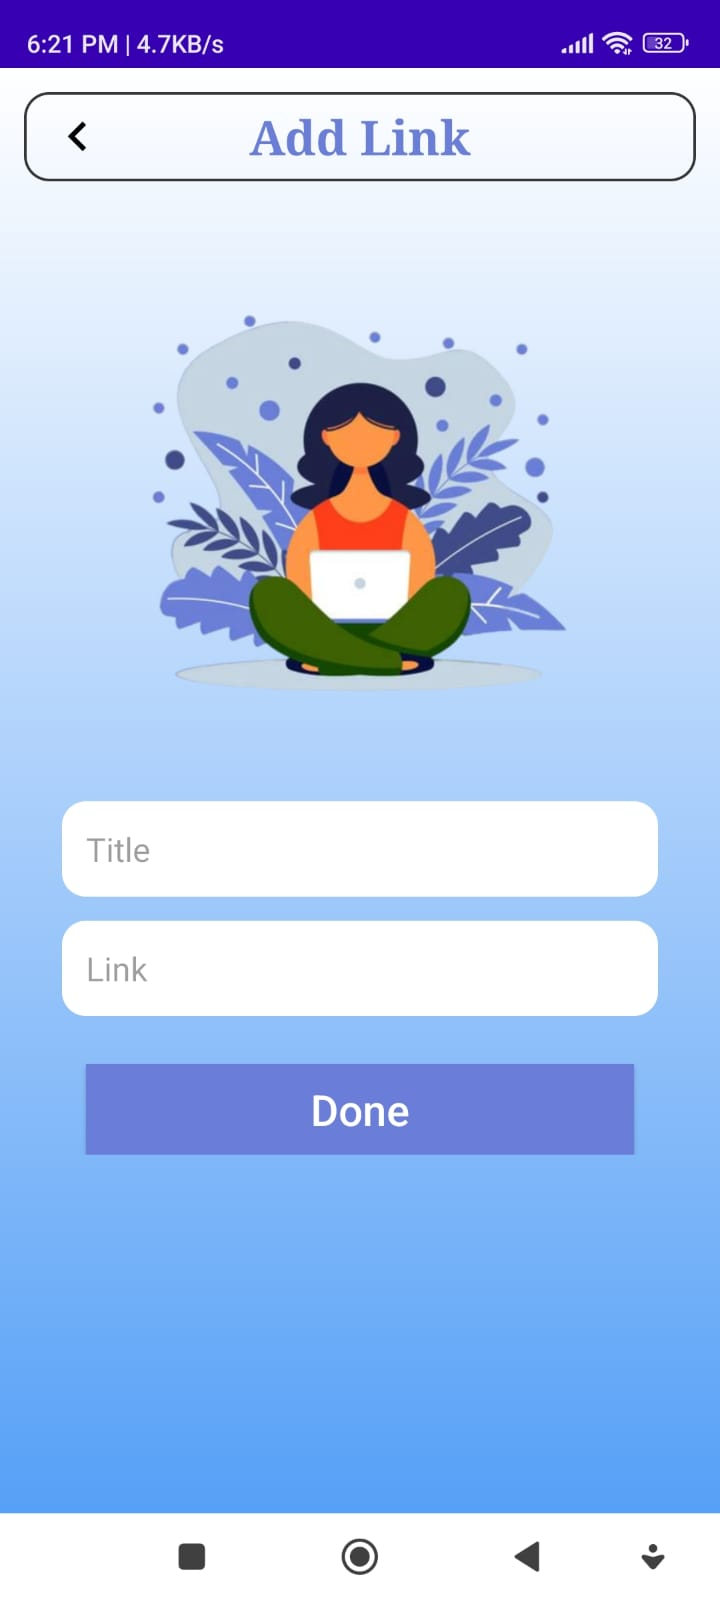 6:21 PM | 4.7KB/s 32
Add Link
Title
Link
Done